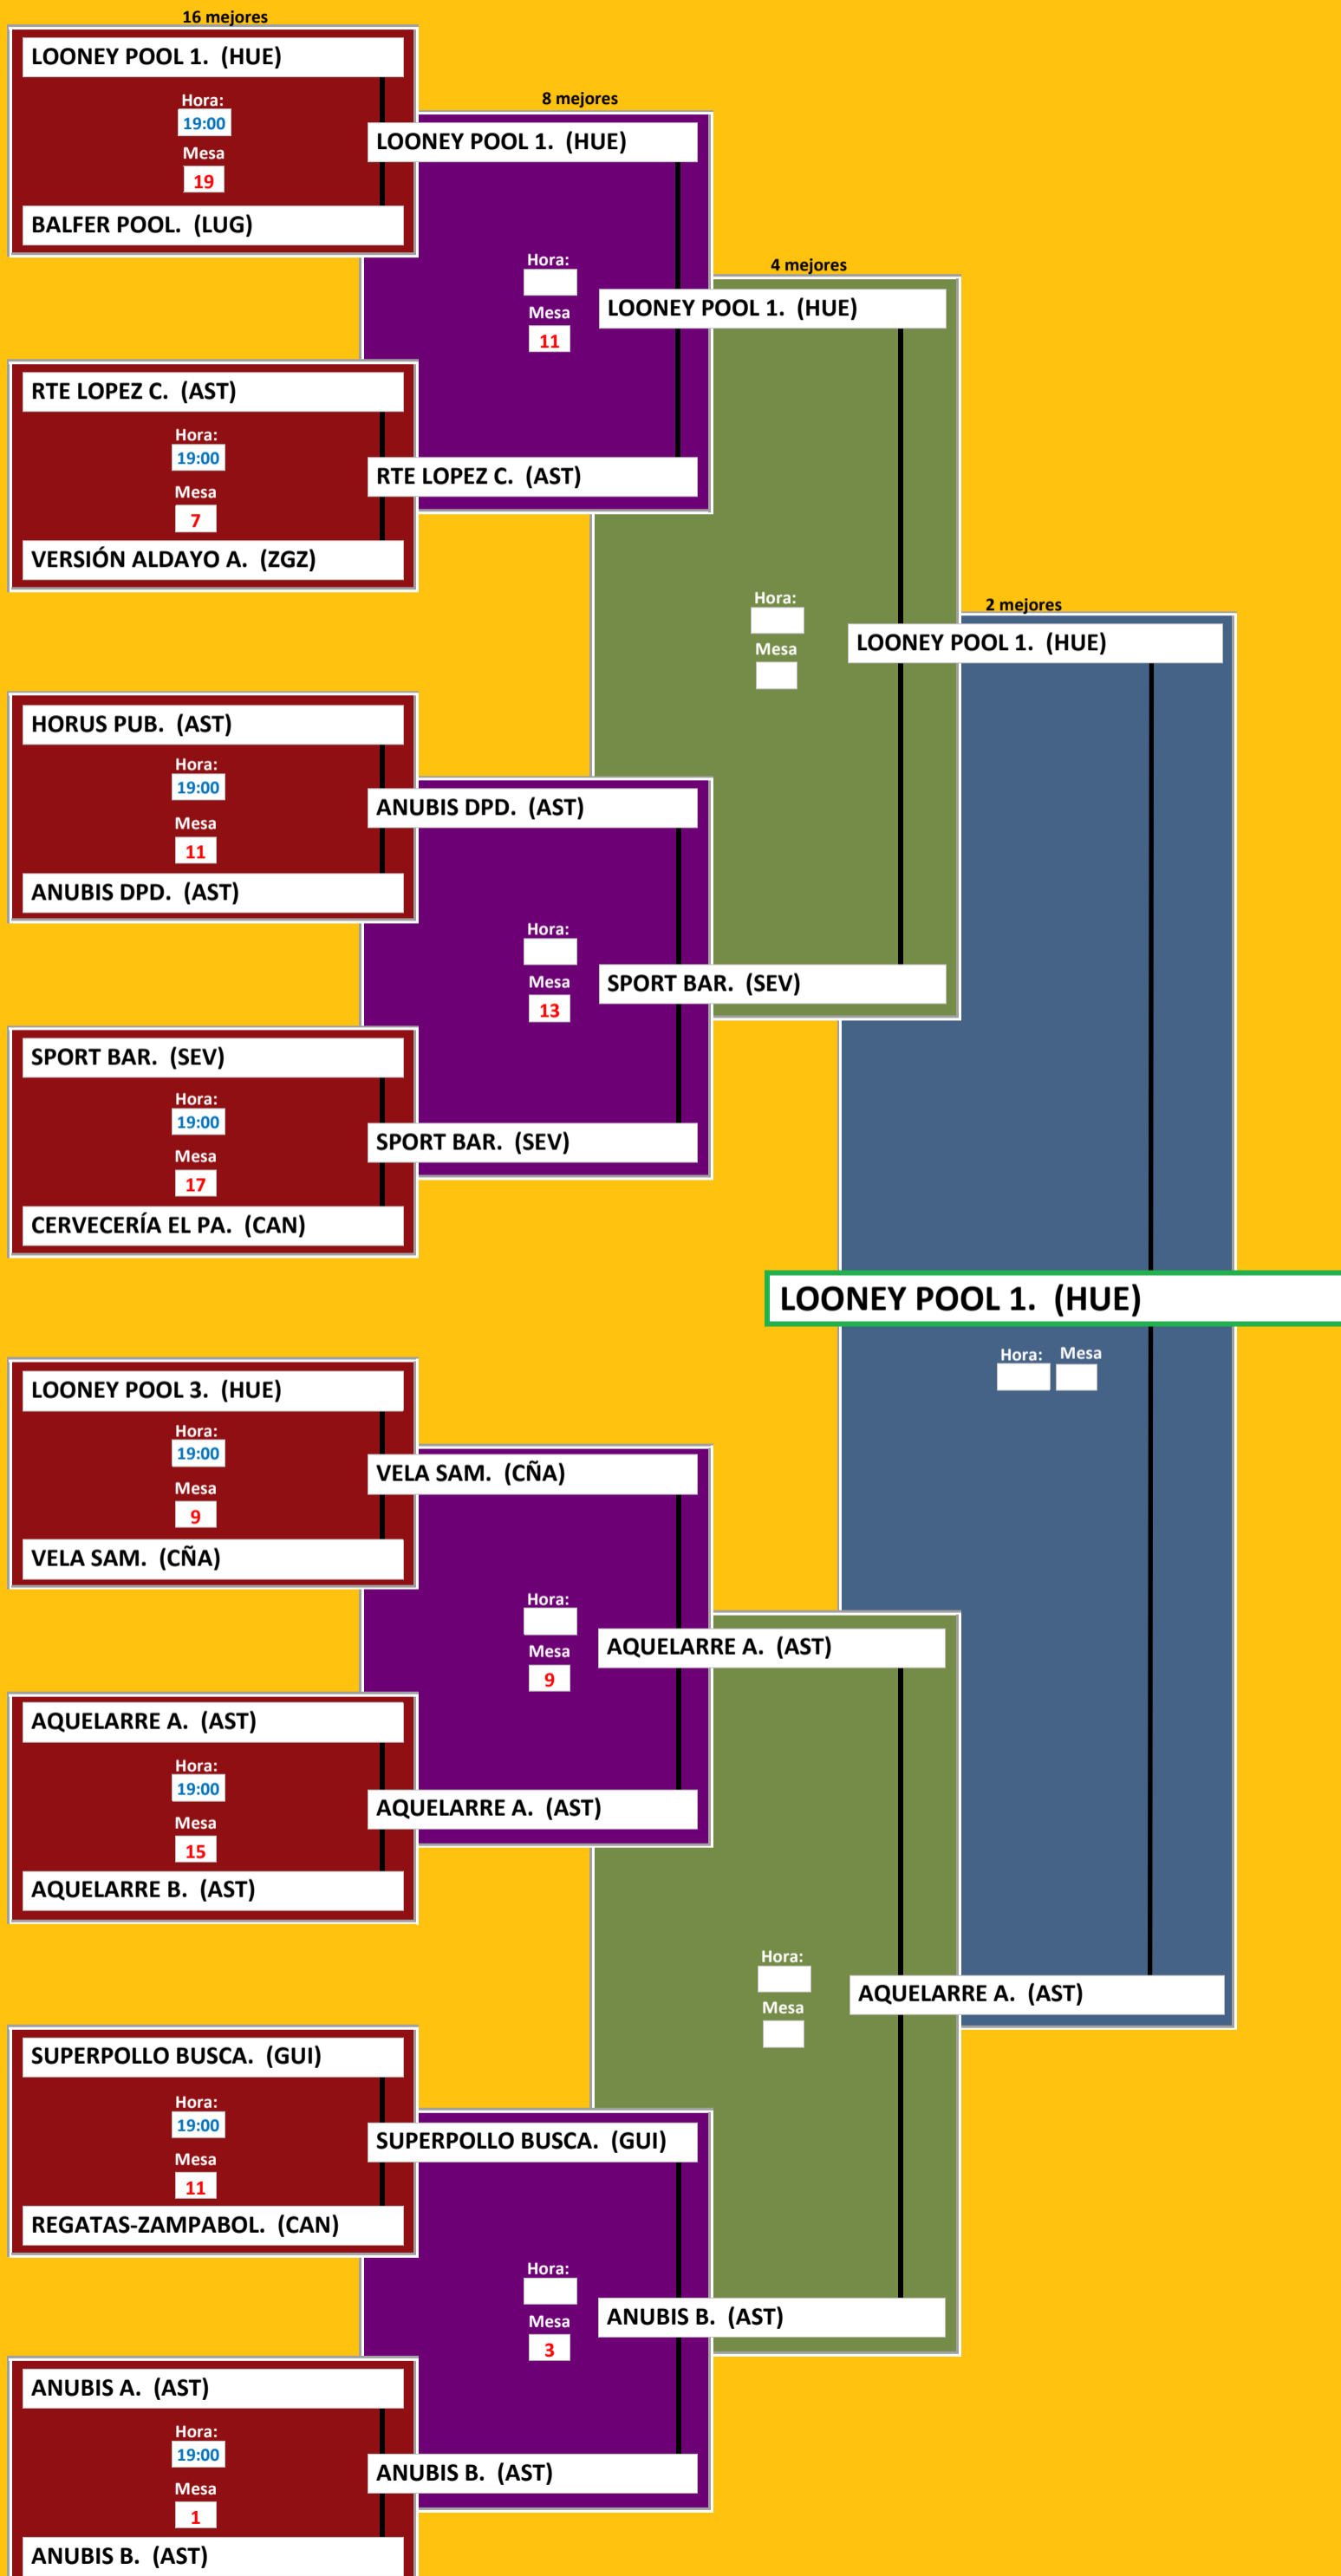 16 mejores
LOONEY POOL 1. (HUE)
Hora:
19:00
Mesa
19
BALFER POOL. (LUG)
RTE LOPEZ C. (AST)
Hora:
19:00
Mesa
7
VERSIÓN ALDAYO A. (ZGZ)
HORUS PUB. (AST)
Hora:
19:00
Mesa
11
ANUBIS DPD. (AST)
SPORT BAR. (SEV)
Hora:
19:00
Mesa
17
CERVECERÍA EL PA. (CAN)
LOONEY POOL 3. (HUE)
Hora:
19:00
Mesa
9
VELA SAM. (CÑA)
AQUELARRE A. (AST)
Hora:
19:00
Mesa
15
AQUELARRE B. (AST)
SUPERPOLLO BUSCA. (GUI)
Hora:
19:00
Mesa
11
REGATAS-ZAMPABOL. (CAN)
ANUBIS A. (AST)
Hora:
19:00
Mesa
1
ANUBIS B. (AST)
8 mejores
LOONEY POOL 1. (HUE)
Hora:
Mesa
11
RTE LOPEZ C. (AST)
ANUBIS DPD. (AST)
Hora:
Mesa
13
SPORT BAR. (SEV)
VELA SAM. (CÑA)
Hora:
Mesa
9
AQUELARRE A. (AST)
SUPERPOLLO BUSCA. (GUI)
Hora:
Mesa
3
ANUBIS B. (AST)
4 mejores
LOONEY POOL 1. (HUE)
Hora:
Mesa
SPORT BAR. (SEV)
AQUELARRE A. (AST)
Hora:
Mesa
ANUBIS B. (AST)
2 mejores
LOONEY POOL 1. (HUE)
LOONEY POOL 1. (HUE)
Hora: Mesa
AQUELARRE A. (AST)